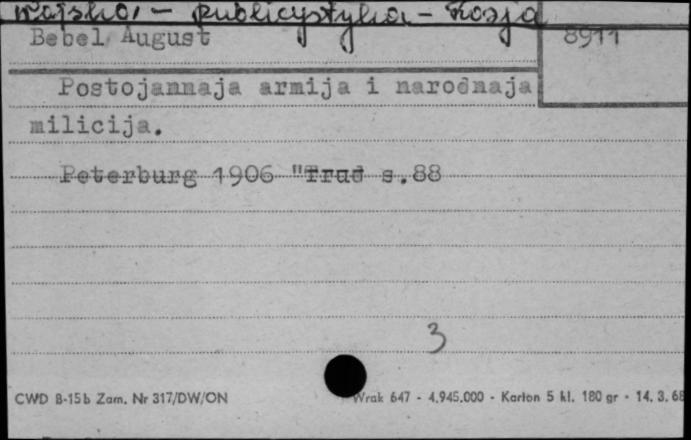 Wojsko, - publicystyka - Rosja
Bebel August 8911
Postojannaja armija i narodnaja
milicija.
Peterburg 1906 "Trud s.88
3
CWD B-15b Zam. Nr 317/DW/ON Wrak 647 - 4.945.000 - Karton 5 kl. 180 gr - 14. 3. 68